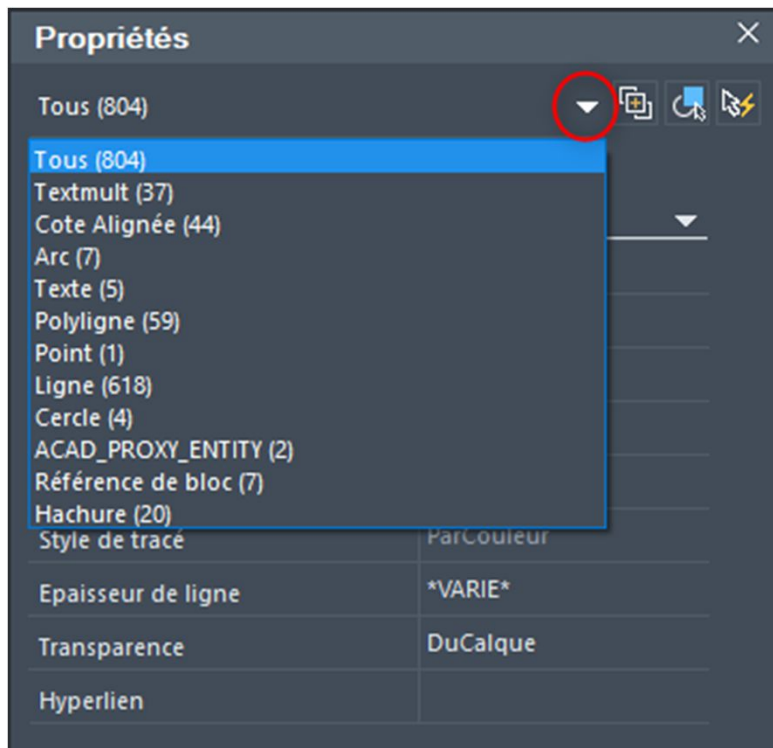 Propriétés
Tous (804)
Tous (804)
Textmult (37)
Cote Alignée (44)
Arc (7)
Texte (5)
Polyligne (59)
Point (1)
Ligne (618)
Cercle (4)
ACAD_PROXY_ENTITY (2)
Référence de bloc (7)
Hachure (20)
Style de tracé ParCouleur
Epaisseur de ligne *VARIE*
Transparence DuCalque
Hyperlien